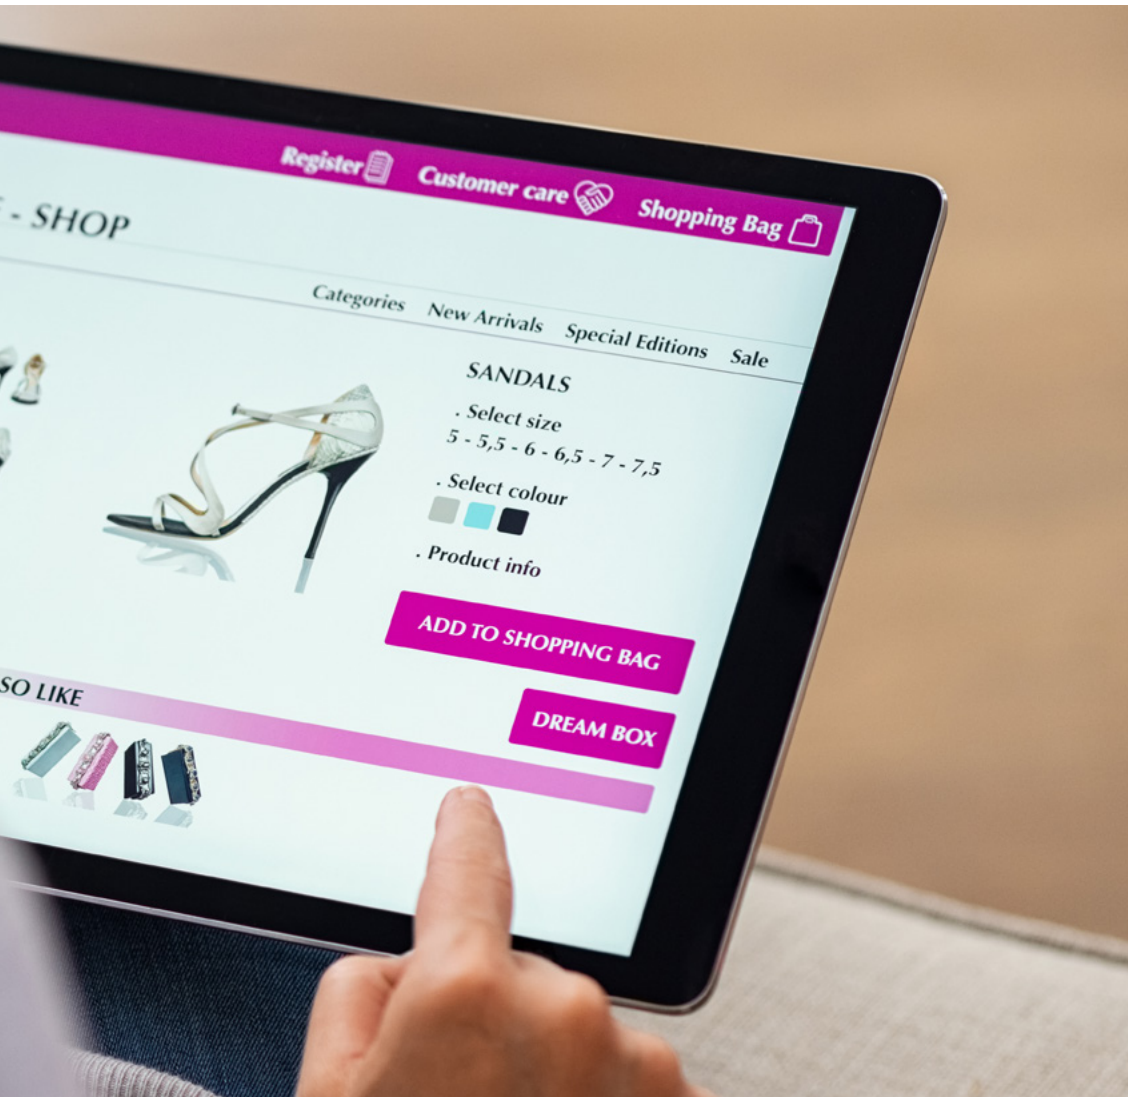 Register Customer care Shopping Bag
- SHOP
Categories New Arrivals Special Editions Sale
SANDALS
. Select size
5 - 5,5 - 6 - 6,5 - 7 - 7,5
. Select colour
. Product info
ADD TO SHOPPING BAG
DREAM BOX
SO LIKE